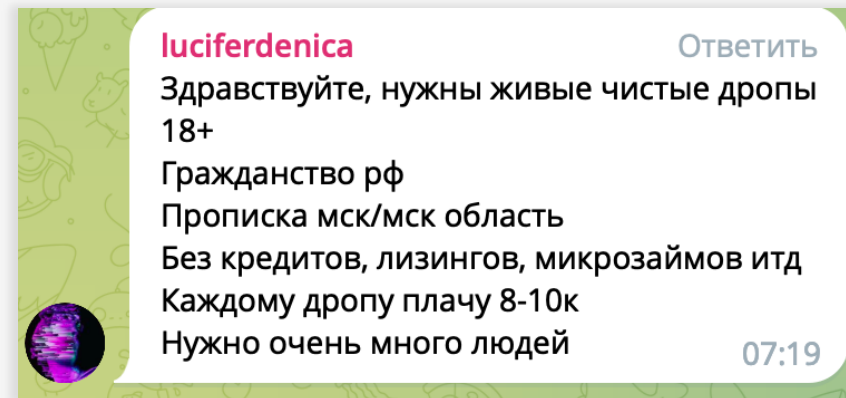 luciferdenica Ответить
Здравствуйте, нужны живые чистые дропы
18+
Гражданство рф
Прописка мск/мск область
Без кредитов, лизингов, микрозаймов итд
Каждому дропу плачу 8-10к
Нужно очень много людей
07:19